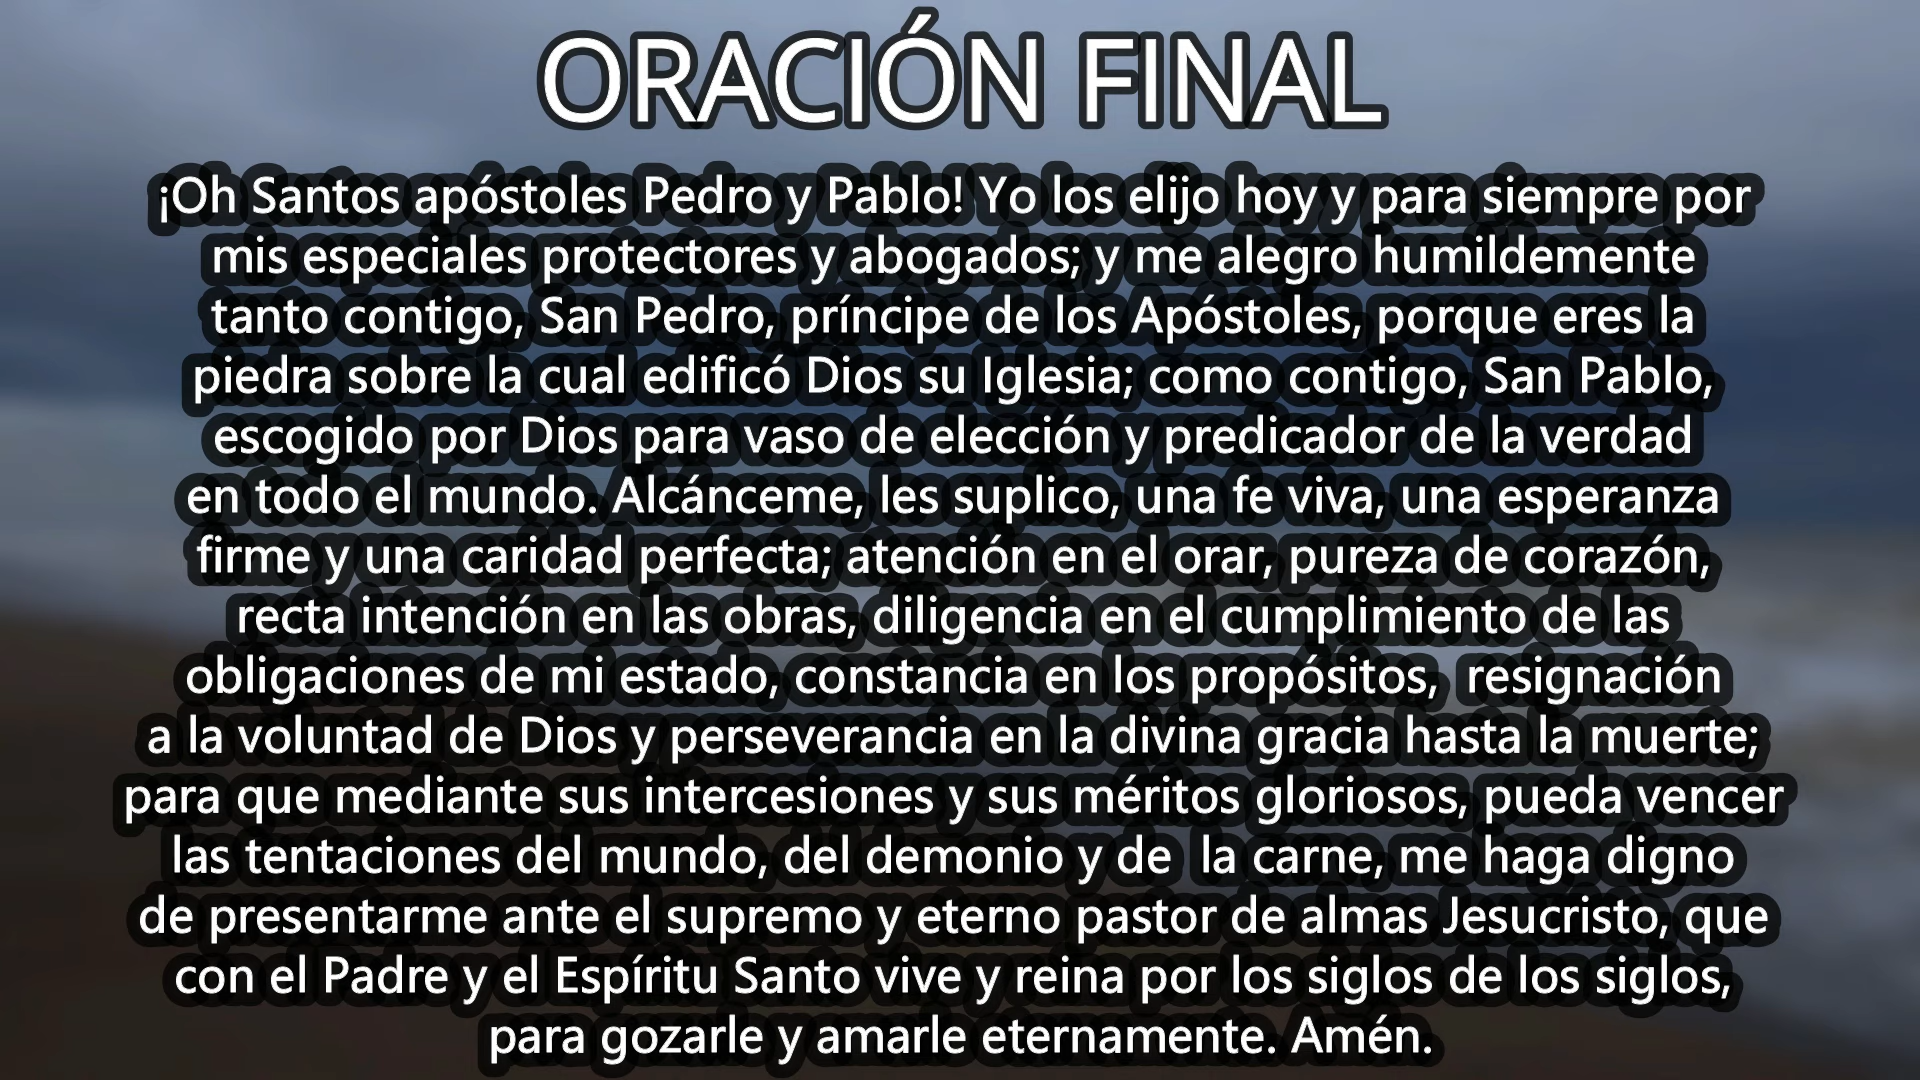 ORACIÓN FINAL
¡Oh Santos apóstoles Pedro y Pablo! Yo los elijo hoy y para siempre por
mis especiales protectores y abogados; y me alegro humildemente
tanto contigo, San Pedro, príncipe de los Apóstoles, porque eres la
piedra sobre la cual edificó Dios su Iglesia; como contigo, San Pablo,
escogido por Dios para vaso de elección y predicador de la verdad
en todo el mundo. Alcánceme, les suplico, una fe viva, una esperanza
firme y una caridad perfecta; atención en el orar, pureza de corazón,
recta intención en las obras, diligencia en el cumplimiento de las
obligaciones de mi estado, constancia en los propósitos,  resignación
a la voluntad de Dios y perseverancia en la divina gracia hasta la muerte;
para que mediante sus intercesiones y sus méritos gloriosos, pueda vencer
las tentaciones del mundo, del demonio y de  la carne, me haga digno
de presentarme ante el supremo y eterno pastor de almas Jesucristo, que
con el Padre y el Espíritu Santo vive y reina por los siglos de los siglos,
para gozarle y amarle eternamente. Amén.